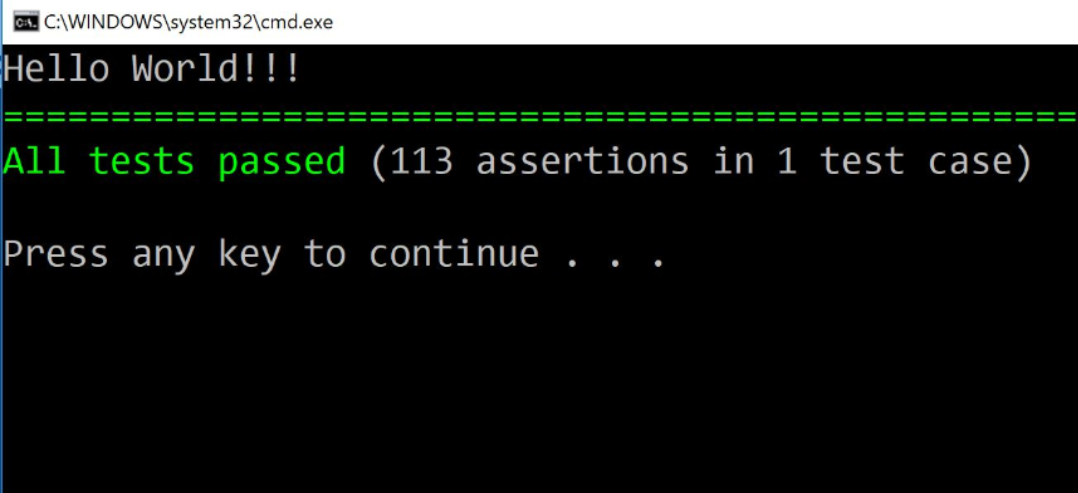 C:\WINDOWS\system32\cmd.exe
Hello World!!!
==================================================
All tests passed (113 assertions in 1 test case)
Press any key to continue . . .